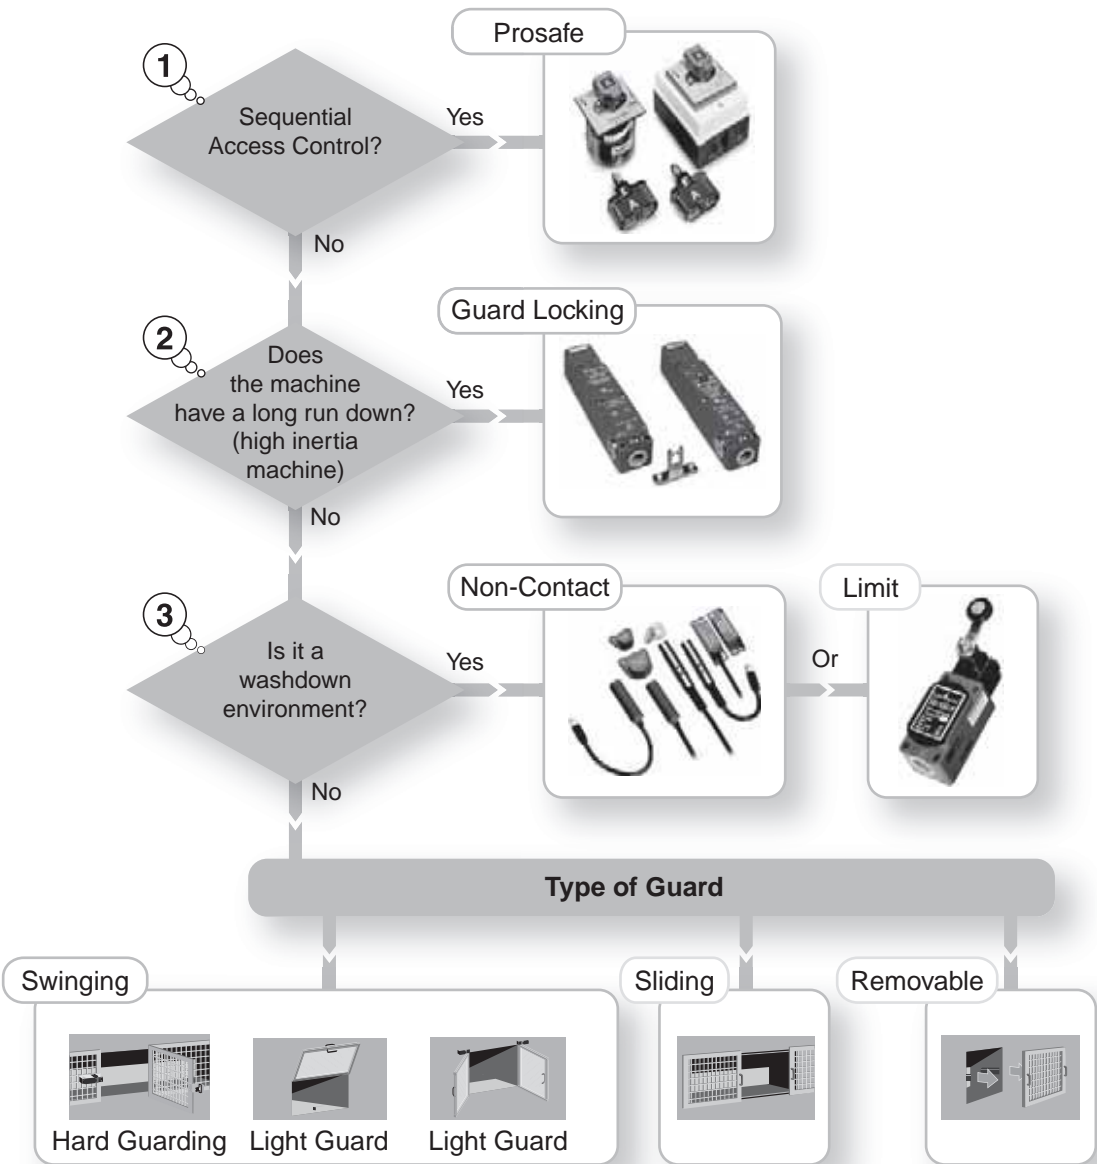 Prosafe
1
Sequential
Access Control?
Yes
No
Guard Locking
2
Does
the machine
have a long run down?
(high inertia
machine)
Yes
No
Non-Contact
Limit
3
Is it a
washdown
environment?
Yes
Or
No
Type of Guard
Swinging
Sliding
Removable
Hard Guarding
Light Guard
Light Guard